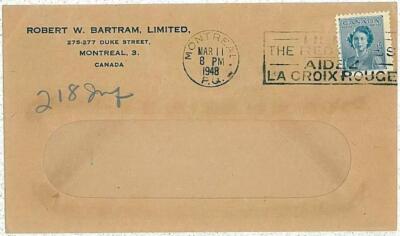 ROBERT W. BARTRAM, LIMITED.
275-277 DUKE STREET,
MONTREAL, 3.
CANADA
MONTREAL
MAR 11
8 PM
1948
P.Q.
THE RED
AIDEZ
LA CROIX ROUGE
CANADA
218